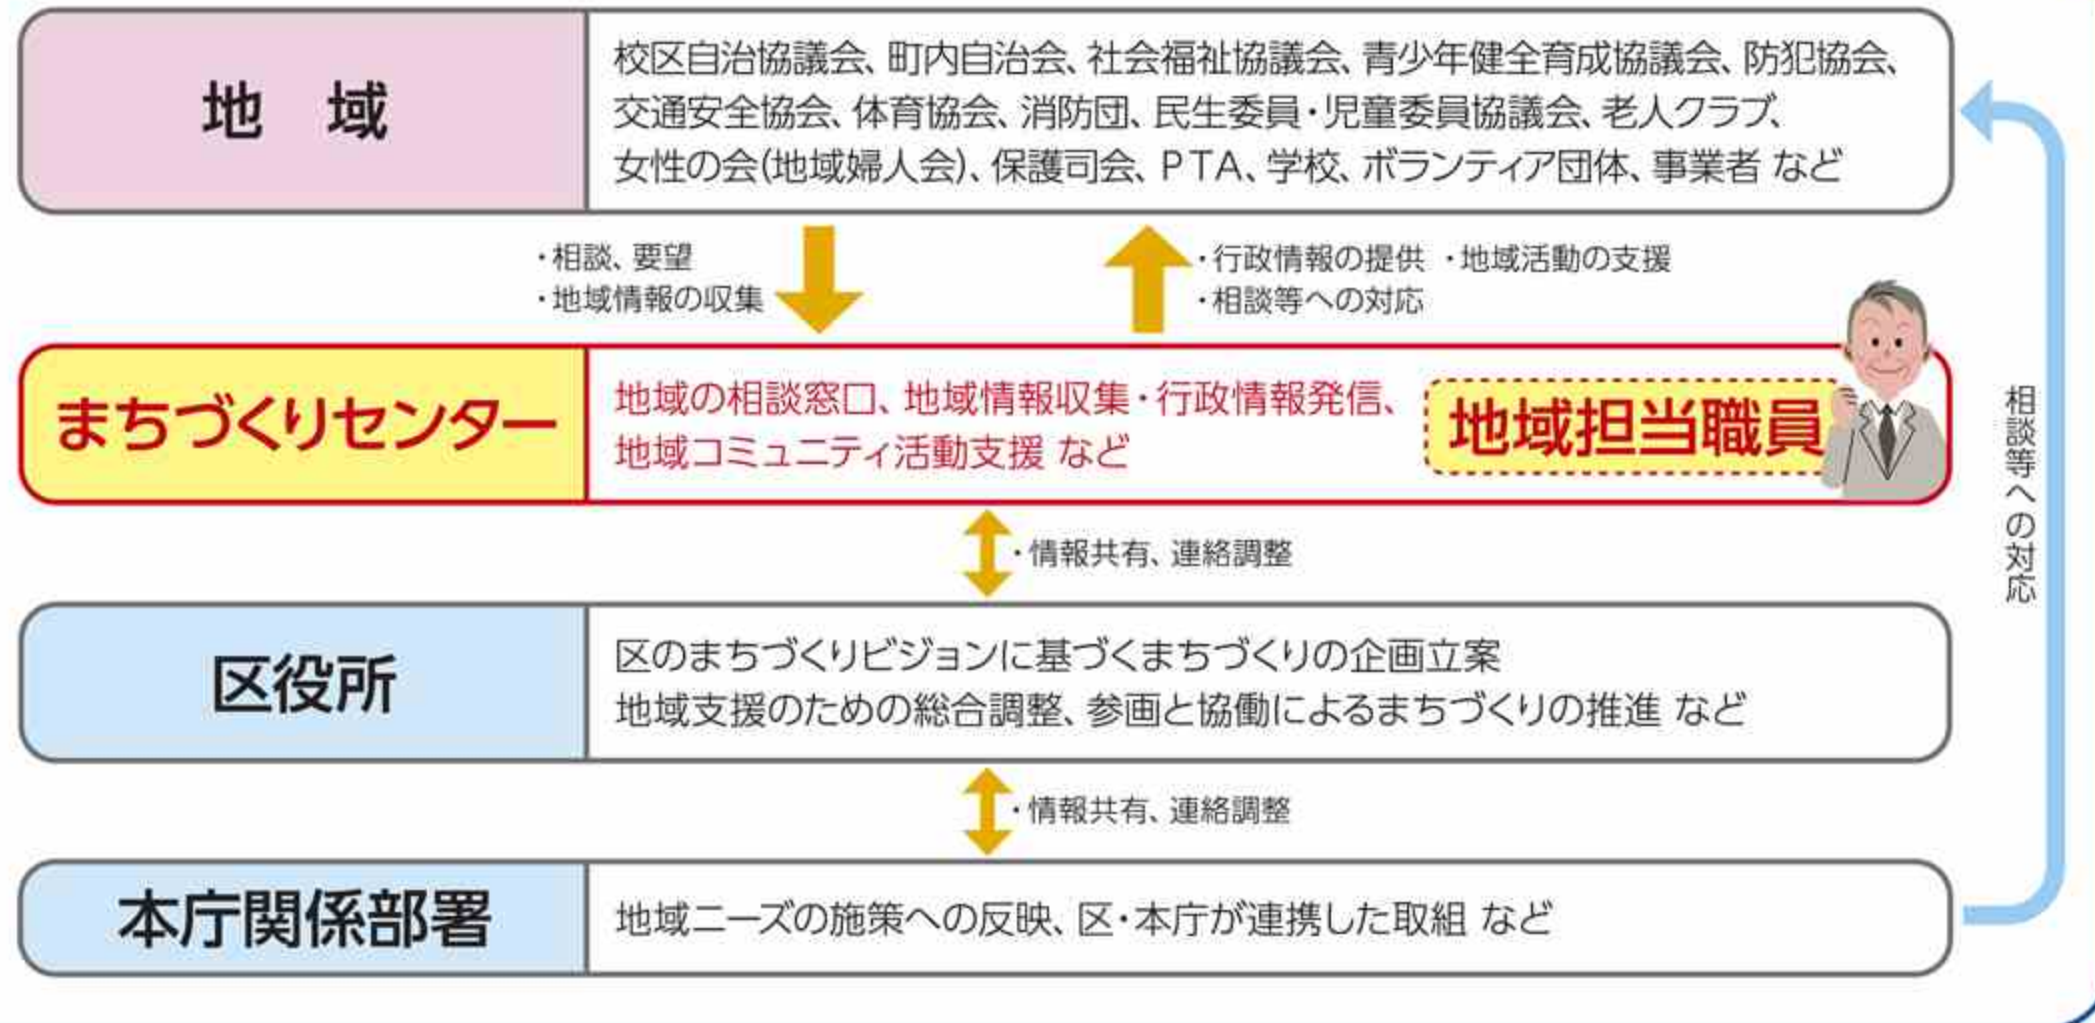 地 域
校区自治協議会、町内自治会、社会福祉協議会、青少年健全育成協議会、防犯協会、
交通安全協会、体育協会、消防団、民生委員・児童委員協議会、老人クラブ、
女性の会(地域婦人会)、保護司会、PTA、学校、ボランティア団体、事業者 など
・相談、要望
・地域情報の収集
・行政情報の提供 ・地域活動の支援
・相談等への対応
まちづくりセンター
地域の相談窓口、地域情報収集・行政情報発信、
地域コミュニティ活動支援 など
地域担当職員
相談等への対応
・情報共有、連絡調整
区役所
区のまちづくりビジョンに基づくまちづくりの企画立案
地域支援のための総合調整、参画と協働によるまちづくりの推進 など
・情報共有、連絡調整
本庁関係部署
地域ニーズの施策への反映、区・本庁が連携した取組 など